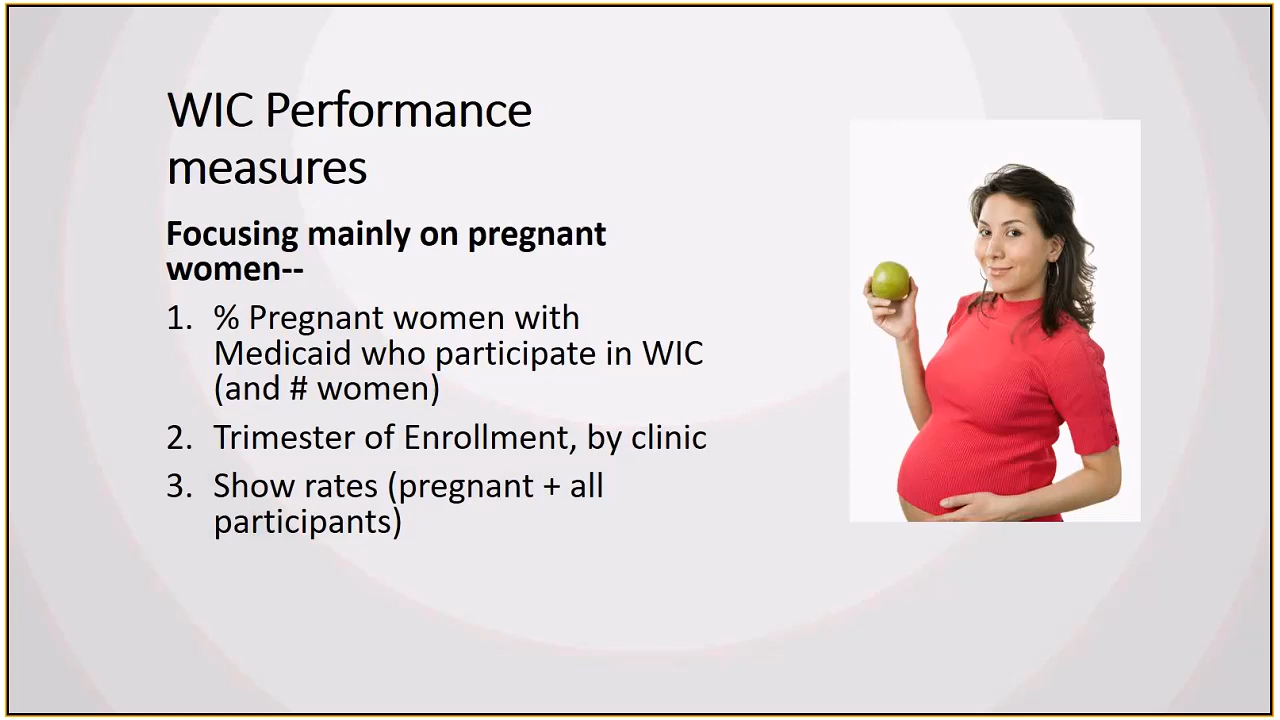 WIC Performance
measures
Focusing mainly on pregnant
women--
1. % Pregnant women with
Medicaid who participate in WIC
(and # women)
2. Trimester of Enrollment, by clinic
3. Show rates (pregnant + all
participants)